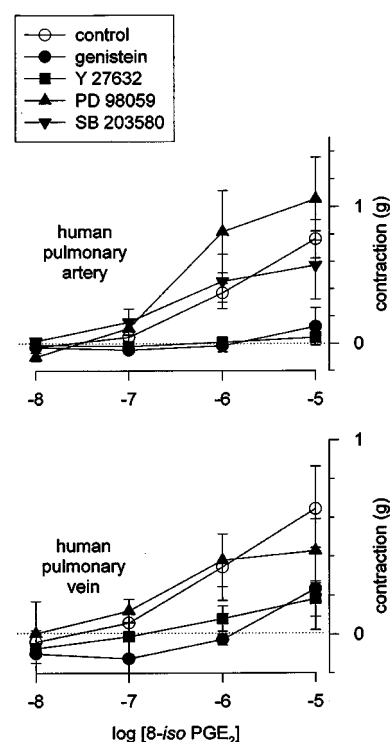 control
genistein
Y 27632
PD 98059
SB 203580
human
pulmonary
artery
contraction (g)
1
0
-8 -7 -6 -5
human
pulmonary
vein
contraction (g)
1
0
-8 -7 -6 -5
log [8-iso PGE₂]